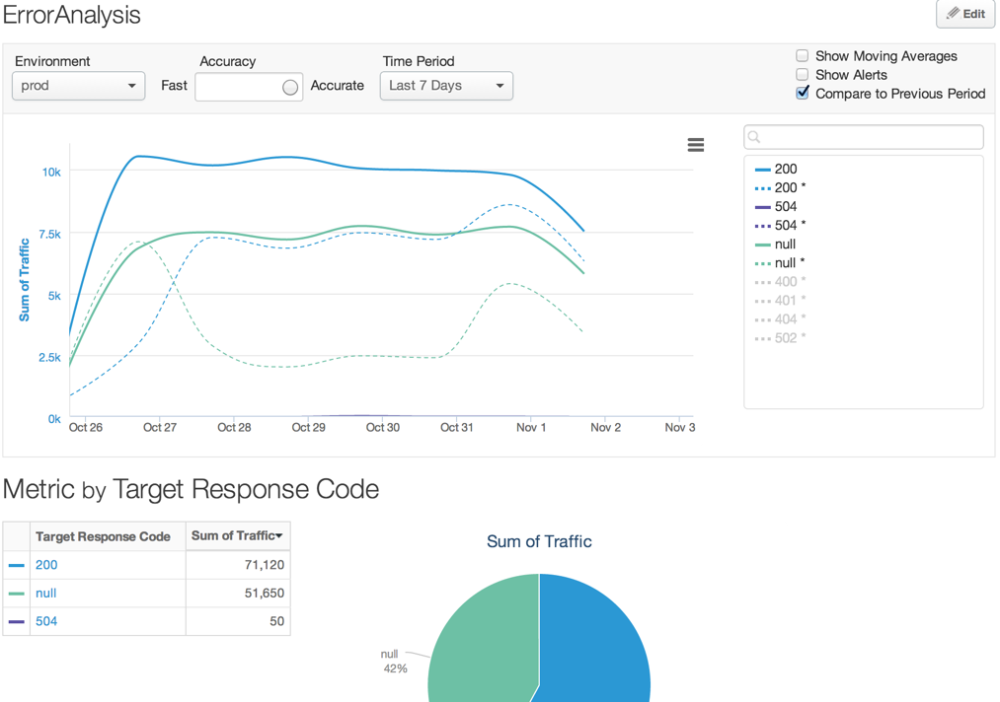 ErrorAnalysis
Edit
Environment
Accuracy
Time Period
prod
Fast
Accurate
Last 7 Days
Show Moving Averages
Show Alerts
Compare to Previous Period
Sum of Traffic
10k
7.5k
5k
2.5k
0k
Oct 26
Oct 27
Oct 28
Oct 29
Oct 30
Oct 31
Nov 1
Nov 2
Nov 3
200
200 *
504
504 *
null
null *
400 *
401 *
404 *
502 *
Metric by Target Response Code
Target Response Code Sum of Traffic
200 71,120
null 51,650
504 50
Sum of Traffic
null
42%